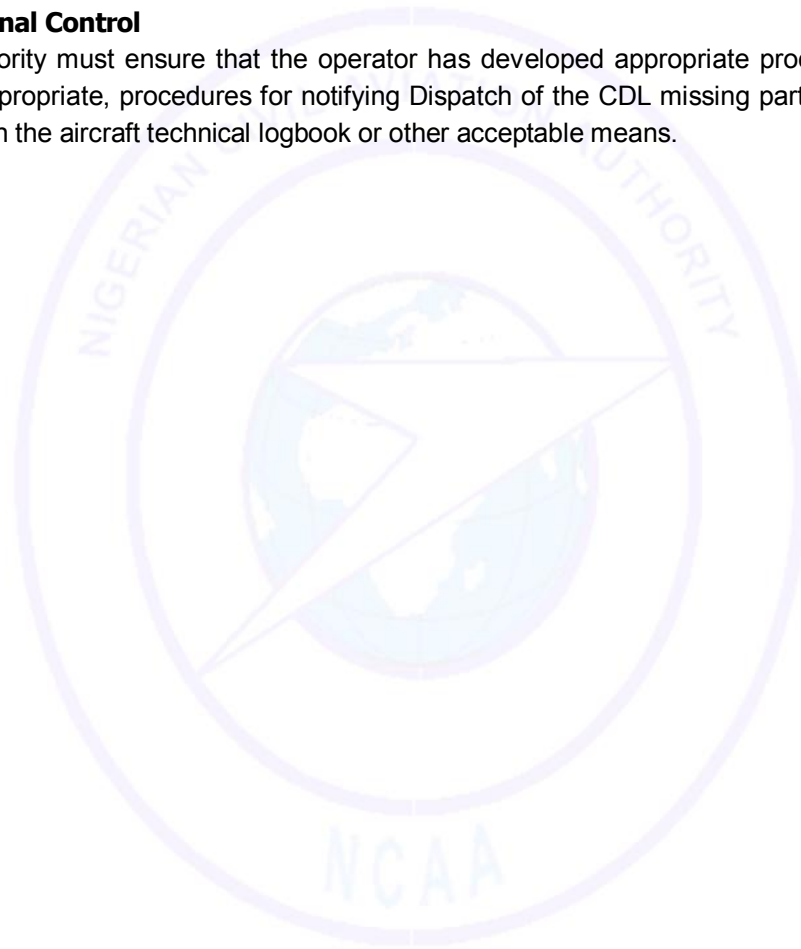 nal Control
ority must ensure that the operator has developed appropriate proc
propriate, procedures for notifying Dispatch of the CDL missing part
n the aircraft technical logbook or other acceptable means.
NIGERIAN CIVIL AVIATION AUTHORITY
NCAA